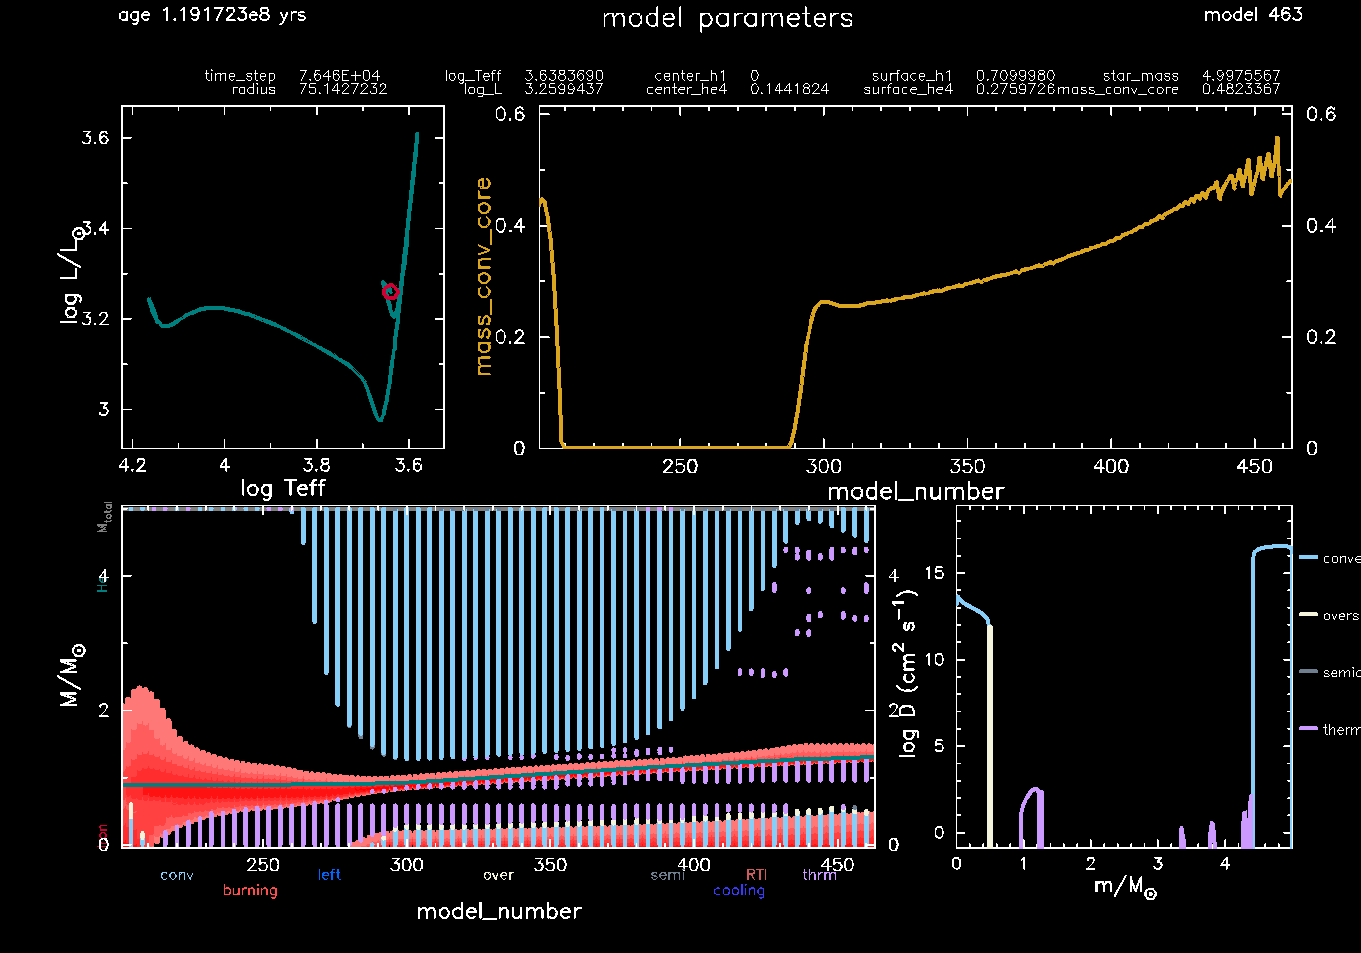 age 1.191723e8 yrs
model parameters
model 463
time_step 7.646E+04 log_Teff 3.6383690 center_h1 0 surface_h1 0.7099980 star_mass 4.9975567
radius 75.1427232 log_L 3.2599437 center_he4 0.1441824 surface_he4 0.2759726 mass_conv_core 0.4823367
log L/L⊙
3.6
3.4
3.2
3
4.2 4 3.8 3.6
log Teff
mass_conv_core
0.6
0.4
0.2
0
0.6
0.4
0.2
0
250 300 350 400 450
model_number
M/M⊙
Mtotal
He
4
2
0
4
2
0
250 300 350 400 450
conv left over semi RTI thrm
burning cooling
model_number
log D (cm² s⁻¹)
15
10
5
0
0 1 2 3 4
m/M⊙
conve
overs
semic
therm